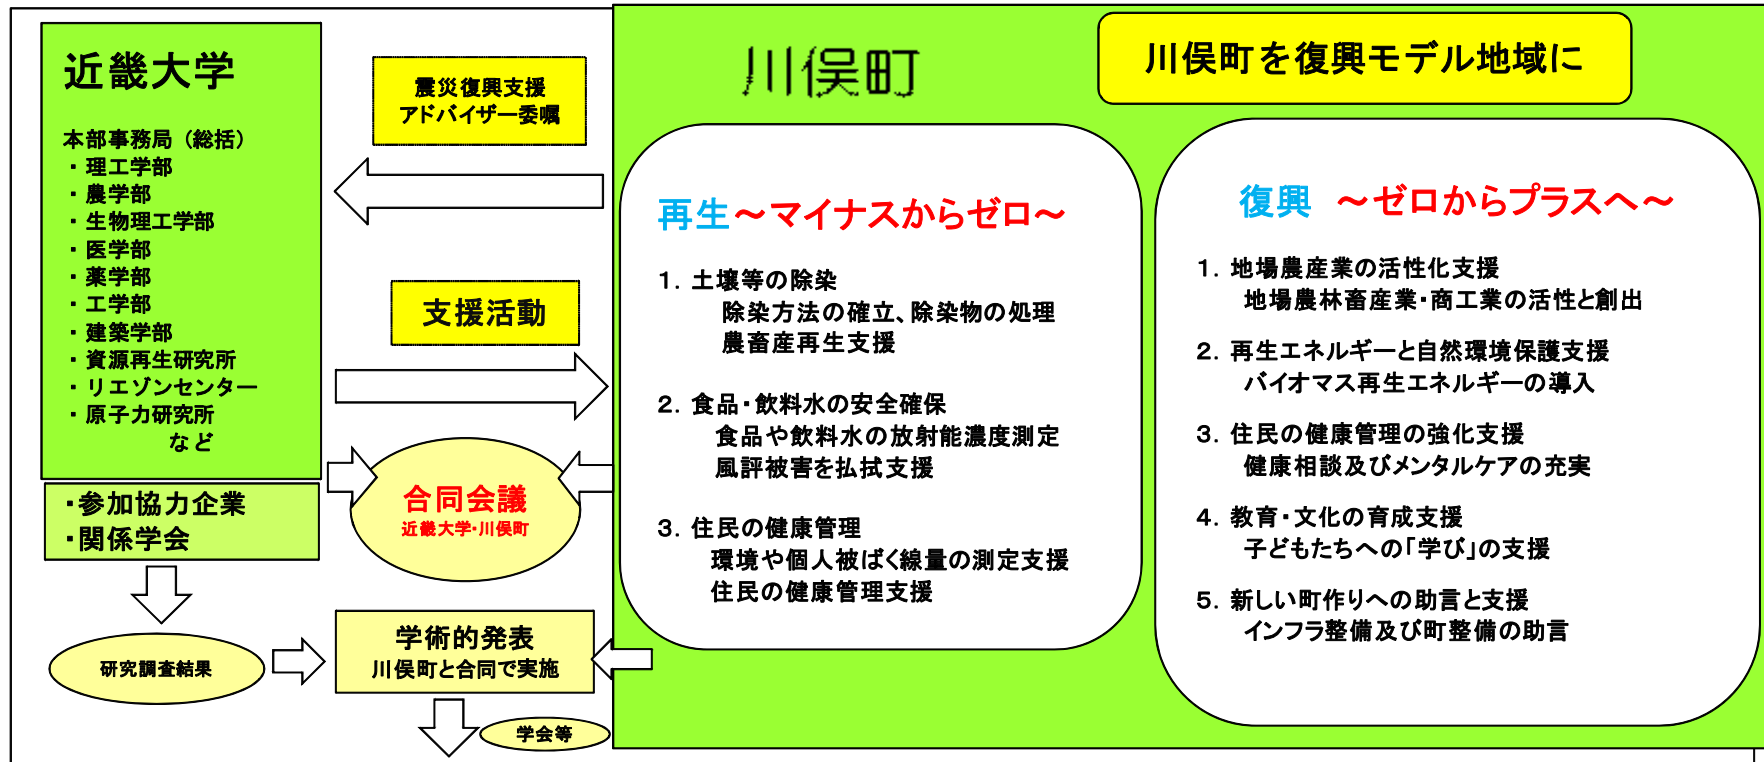 近畿大学
本部事務局（総括）
・理工学部
・農学部
・生物理工学部
・医学部
・薬学部
・工学部
・建築学部
・資源再生研究所
・リエゾンセンター
・原子力研究所
など
・参加協力企業
・関係学会
研究調査結果
震災復興支援
アドバイザー委嘱
支援活動
合同会議
近畿大学・川俣町
学術的発表
川俣町と合同で実施
学会等
川俣町
川俣町を復興モデル地域に
再生～マイナスからゼロ～
1．土壌等の除染
除染方法の確立、除染物の処理
農畜産再生支援
2．食品・飲料水の安全確保
食品や飲料水の放射能濃度測定
風評被害を払拭支援
3．住民の健康管理
環境や個人被ばく線量の測定支援
住民の健康管理支援
復興　～ゼロからプラスへ～
1．地場農産業の活性化支援
地場農林畜産業・商工業の活性と創出
2．再生エネルギーと自然環境保護支援
バイオマス再生エネルギーの導入
3．住民の健康管理の強化支援
健康相談及びメンタルケアの充実
4．教育・文化の育成支援
子どもたちへの「学び」の支援
5．新しい町作りへの助言と支援
インフラ整備及び町整備の助言